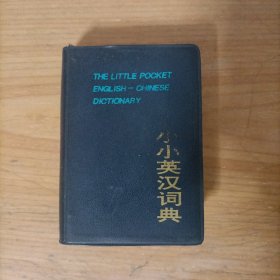 THE LITTLE POCKET
ENGLISH - CHINESE
DICTIONARY
小小英汉词典